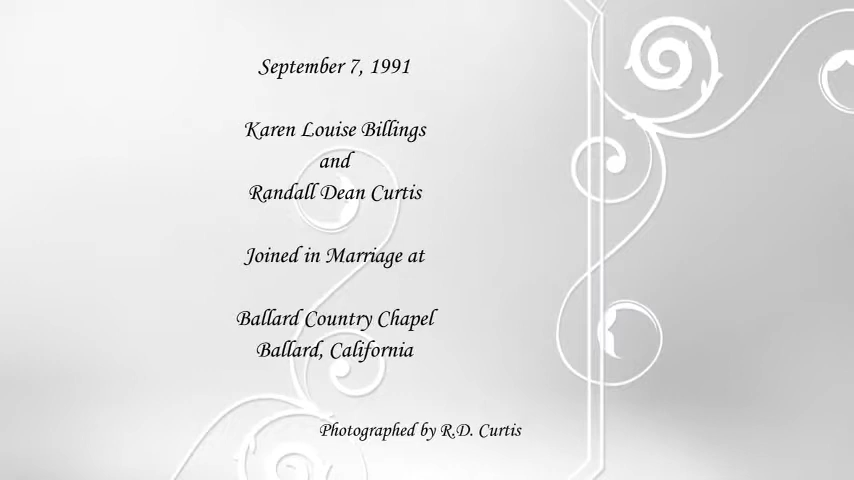 September 7, 1991
Karen Louise Billings
and
Randall Dean Curtis
Joined in Marriage at
Ballard Country Chapel
Ballard, California
Photographed by R.D. Curtis